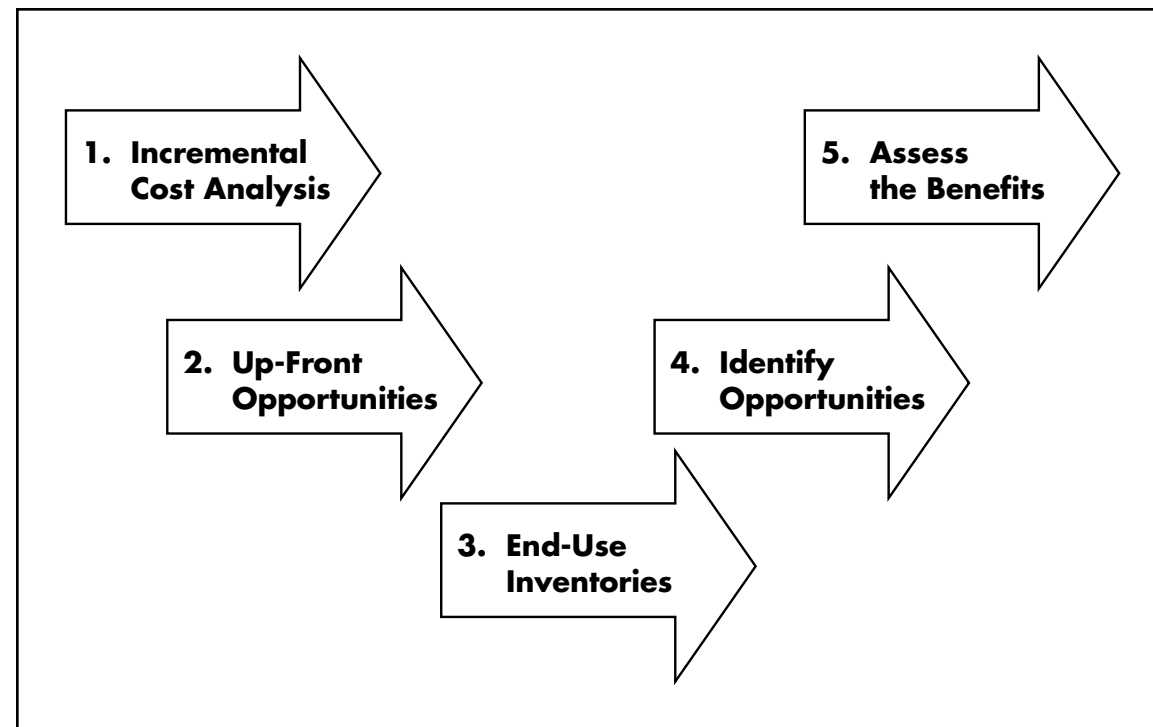 1. Incremental
Cost Analysis
2. Up-Front
Opportunities
3. End-Use
Inventories
4. Identify
Opportunities
5. Assess
the Benefits